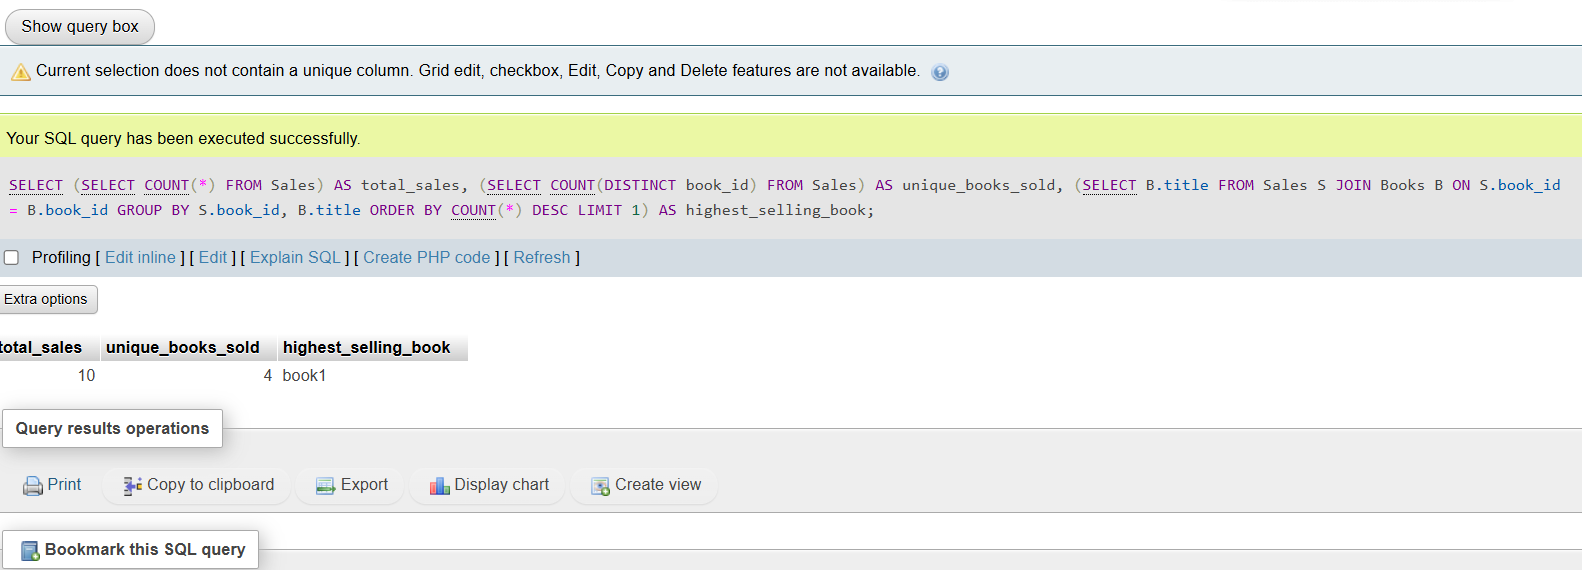 Show query box
Current selection does not contain a unique column. Grid edit, checkbox, Edit, Copy and Delete features are not available.
Your SQL query has been executed successfully.
SELECT (SELECT COUNT(*) FROM Sales) AS total_sales, (SELECT COUNT(DISTINCT book_id) FROM Sales) AS unique_books_sold, (SELECT B.title FROM Sales S JOIN Books B ON S.book_id
= B.book_id GROUP BY S.book_id, B.title ORDER BY COUNT(*) DESC LIMIT 1) AS highest_selling_book;
Profiling [ Edit inline ] [ Edit ] [ Explain SQL ] [ Create PHP code ] [ Refresh ]
Extra options
total_sales unique_books_sold highest_selling_book
10 4 book1
Query results operations
Print Copy to clipboard Export Display chart Create view
Bookmark this SQL query